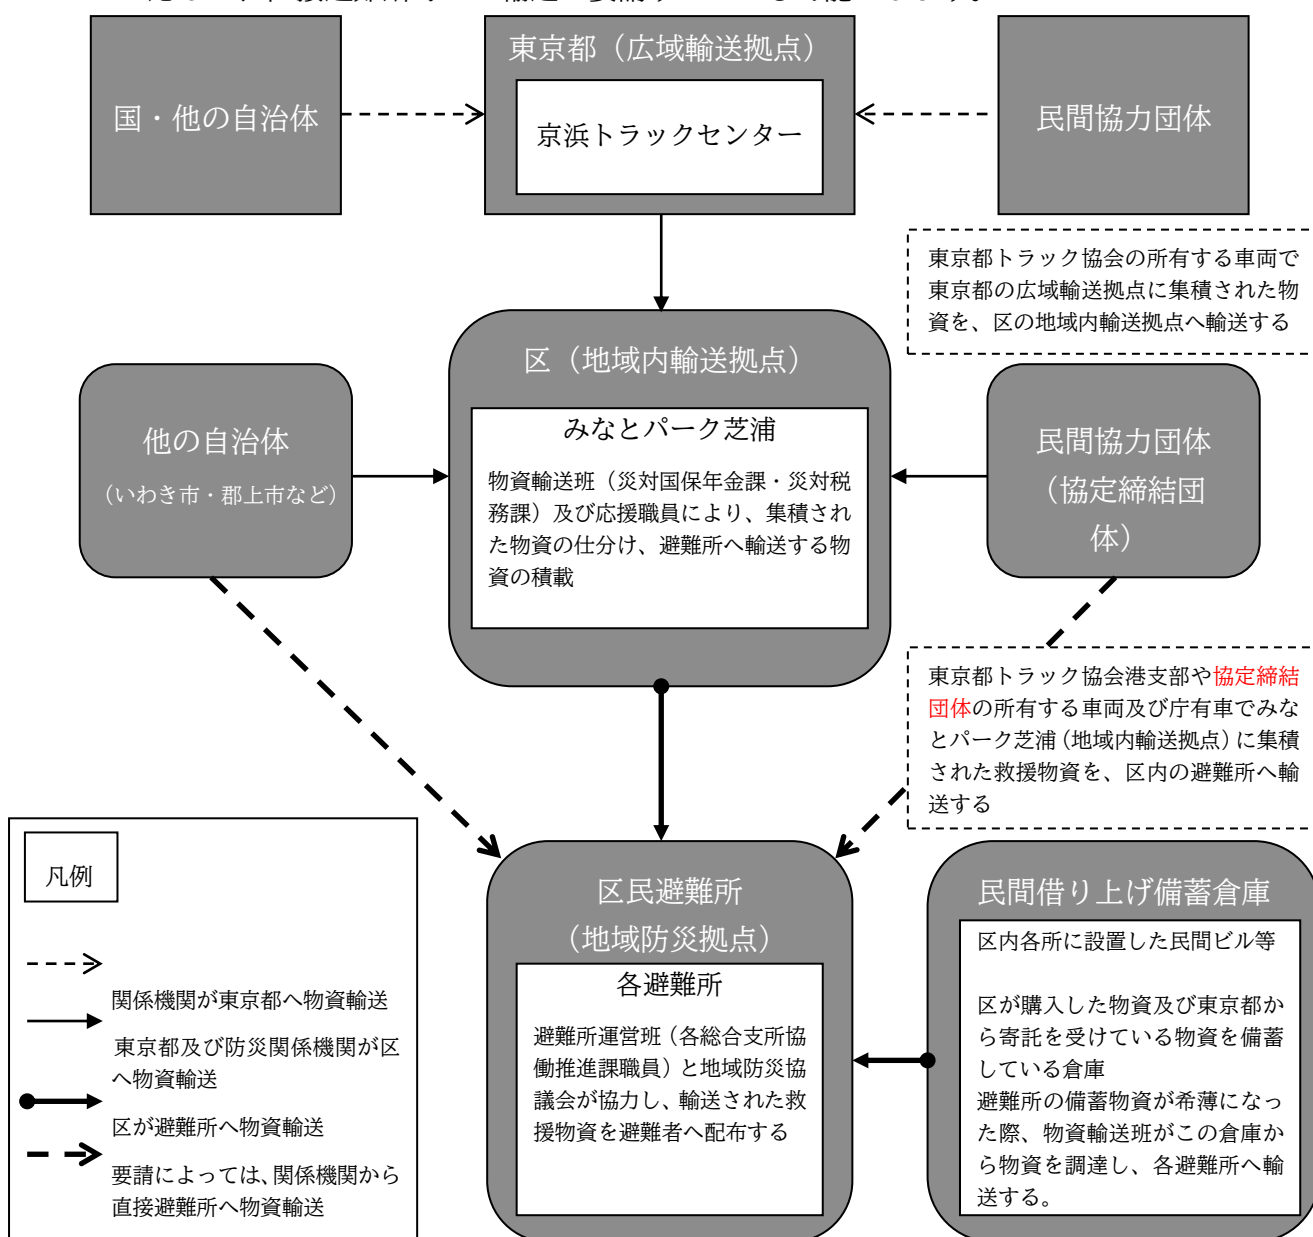 東京都（広域輸送拠点）
国・他の自治体
京浜トラックセンター
民間協力団体
東京都トラック協会の所有する車両で
東京都の広域輸送拠点に集積された物
資を、区の地域内輸送拠点へ輸送する
区（地域内輸送拠点）
みなとパーク芝浦
物資輸送班（災対国保年金課・災対税
務課）及び応援職員により、集積され
た物資の仕分け、避難所へ輸送する物
資の積載
他の自治体
（いわき市・郡上市など）
民間協力団体
（協定締結団
体）
東京都トラック協会港支部や協定締結
団体の所有する車両及び庁有車でみな
とパーク芝浦（地域内輸送拠点）に集積
された救援物資を、区内の避難所へ輸
送する
凡例
関係機関が東京都へ物資輸送
東京都及び防災関係機関が区
へ物資輸送
区が避難所へ物資輸送
要請によっては、関係機関から
直接避難所へ物資輸送
区民避難所
（地域防災拠点）
各避難所
避難所運営班（各総合支所協
働推進課職員）と地域防災協
議会が協力し、輸送された救
援物資を避難者へ配布する
民間借り上げ備蓄倉庫
区内各所に設置した民間ビル等
区が購入した物資及び東京都か
ら寄託を受けている物資を備蓄
している倉庫
避難所の備蓄物資が希薄になっ
た際、物資輸送班がこの倉庫か
ら物資を調達し、各避難所へ輸
送する。